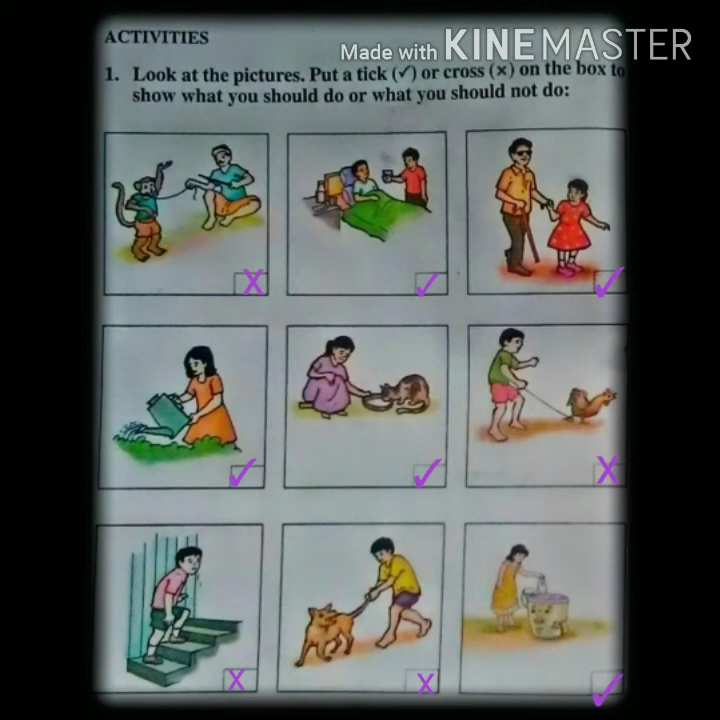 ACTIVITIES
Made with KINEMASTER
1. Look at the pictures. Put a tick (✓) or cross (×) on the box to
show what you should do or what you should not do:
X ✓ ✓
✓ ✓ X
X X ✓